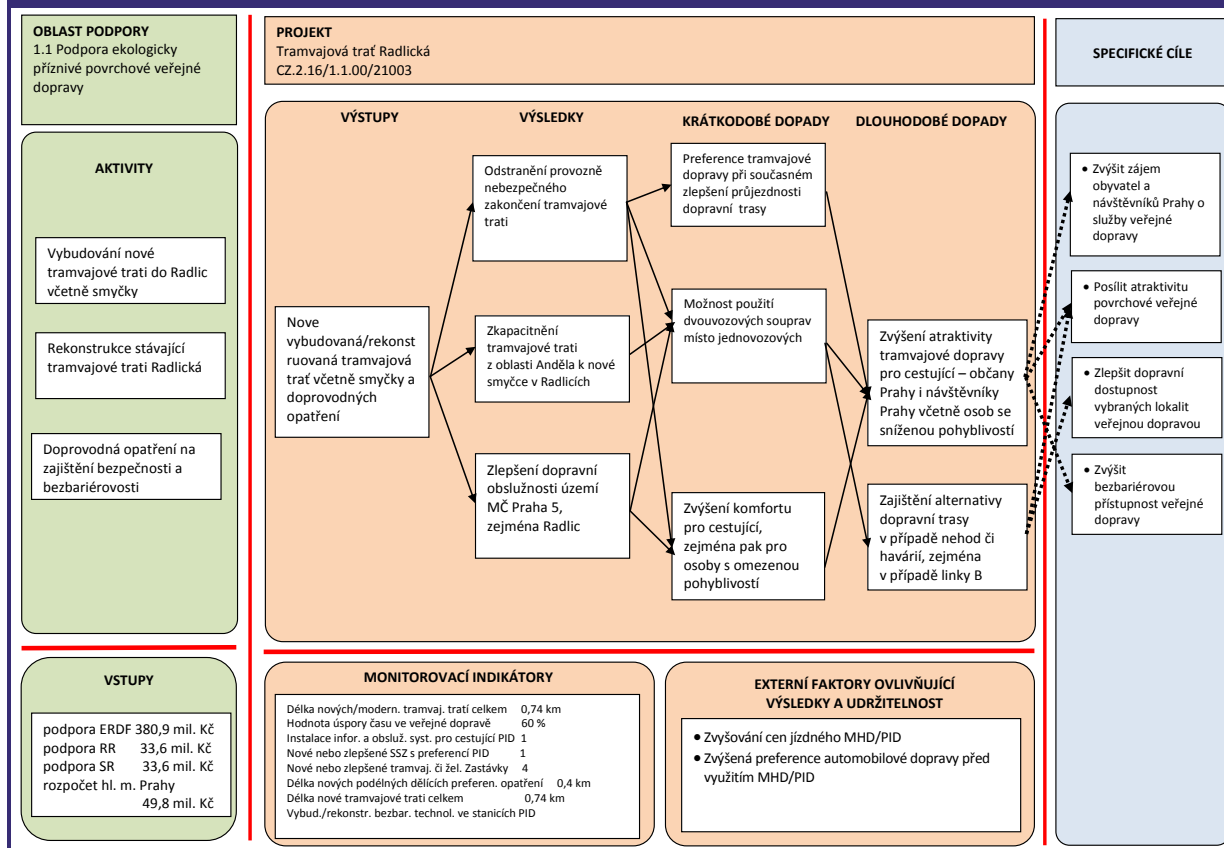 OBLAST PODPORY
1.1 Podpora ekologicky
příznivé povrchové veřejné
dopravy
PROJEKT
Tramvajová trať Radlická
CZ.2.16/1.1.00/21003
SPECIFICKÉ CÍLE
AKTIVITY
Vybudování nové
tramvajové trati do Radlic
včetně smyčky
Rekonstrukce stávající
tramvajové trati Radlická
Doprovodná opatření na
zajištění bezpečnosti a
bezbariérovosti
VÝSTUPY
Nove
vybudovaná/rekonst
ruovaná tramvajová
trať včetně smyčky a
doprovodných
opatření
VÝSLEDKY
Odstranění provozně
nebezpečného
zakončení tramvajové
trati
Zkapacitnění
tramvajové trati
z oblasti Anděla k nové
smyčce v Radlicích
Zlepšení dopravní
obslužnosti území
MČ Praha 5,
zejména Radlic
KRÁTKODOBÉ DOPADY
Preference tramvajové
dopravy při současném
zlepšení průjezdnosti
dopravní trasy
Možnost použití
dvouvozových souprav
místo jednovozových
Zvýšení komfortu
pro cestující,
zejména pak pro
osoby s omezenou
pohyblivostí
DLOUHODOBÉ DOPADY
Zvýšení atraktivity
tramvajové dopravy
pro cestující – občany
Prahy i návštěvníky
Prahy včetně osob se
sníženou pohyblivostí
Zajištění alternativy
dopravní trasy
v případě nehod či
havárií, zejména
v případě linky B
• Zvýšit zájem
obyvatel a
návštěvníků Prahy o
služby veřejné
dopravy
• Posílit atraktivitu
povrchové veřejné
dopravy
• Zlepšit dopravní
dostupnost
vybraných lokalit
veřejnou dopravou
• Zvýšit
bezbariérovou
přístupnost veřejné
dopravy
VSTUPY
podpora ERDF 380,9 mil. Kč
podpora RR 33,6 mil. Kč
podpora SR 33,6 mil. Kč
rozpočet hl. m. Prahy
49,8 mil. Kč
MONITOROVACÍ INDIKÁTORY
Délka nových/modern. tramvaj. tratí celkem 0,74 km
Hodnota úspory času ve veřejné dopravě 60 %
Instalace infor. a obsluž. syst. pro cestující PID 1
Nové nebo zlepšené SSZ s preferencí PID 1
Nové nebo zlepšené tramvaj. či žel. Zastávky 4
Délka nových podélných dělících preferen. opatření 0,4 km
Délka nové tramvajové trati celkem 0,74 km
Vybud./rekonstr. bezbar. technol. ve stanicích PID
EXTERNÍ FAKTORY OVLIVŇUJÍCÍ
VÝSLEDKY A UDRŽITELNOST
• Zvyšování cen jízdného MHD/PID
• Zvýšená preference automobilové dopravy před
využitím MHD/PID